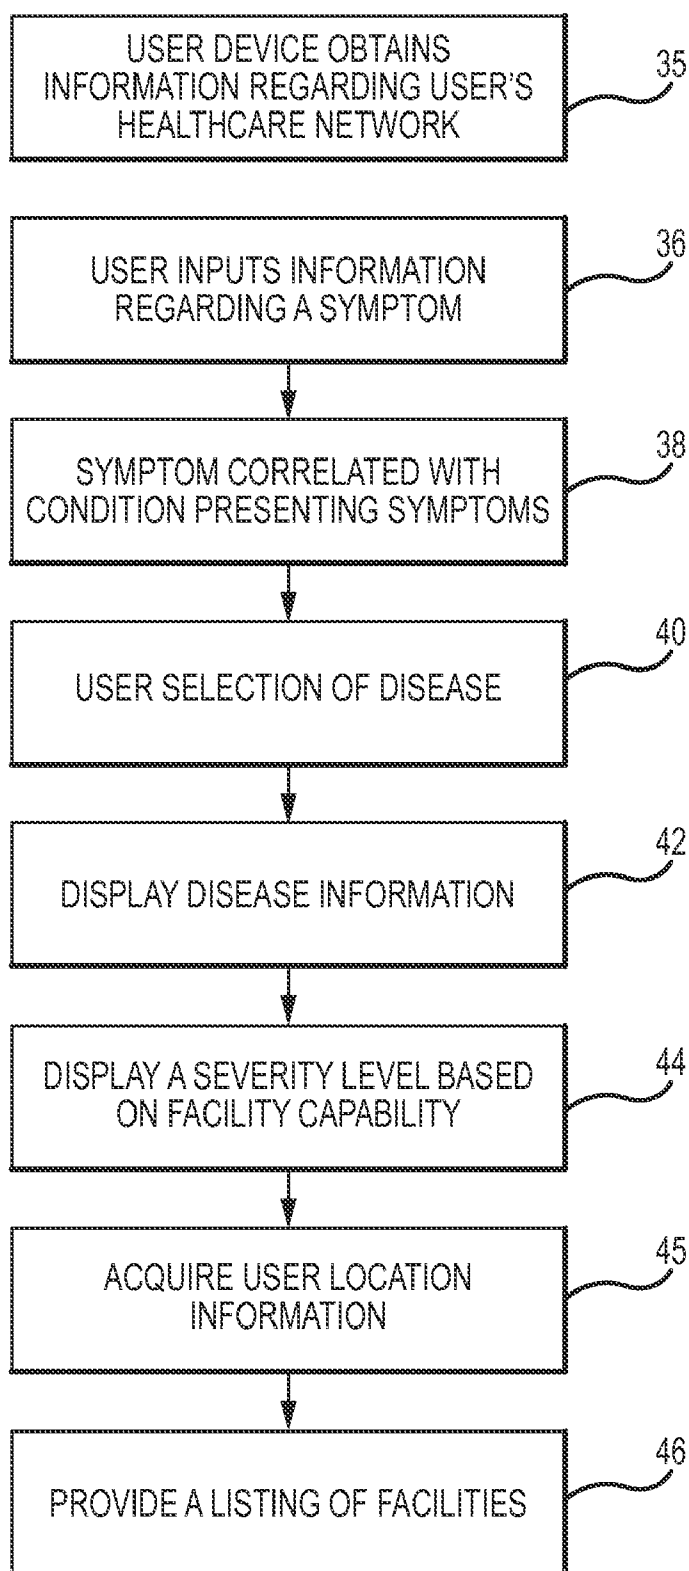 USER DEVICE OBTAINS
INFORMATION REGARDING USER'S
HEALTHCARE NETWORK
35
USER INPUTS INFORMATION
REGARDING A SYMPTOM
36
SYMPTOM CORRELATED WITH
CONDITION PRESENTING SYMPTOMS
38
USER SELECTION OF DISEASE
40
DISPLAY DISEASE INFORMATION
42
DISPLAY A SEVERITY LEVEL BASED
ON FACILITY CAPABILITY
44
ACQUIRE USER LOCATION
INFORMATION
45
PROVIDE A LISTING OF FACILITIES
46